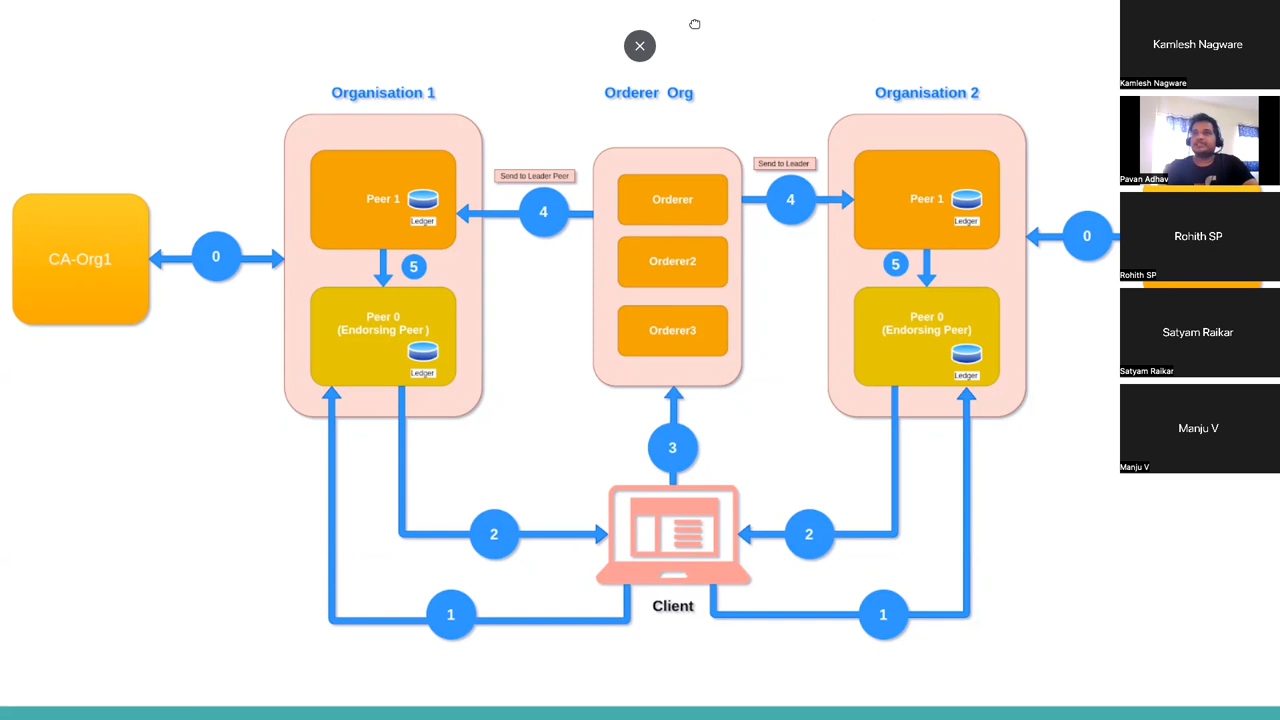 Organisation 1
Orderer Org
Organisation 2
CA-Org1
0
Peer 1
Ledger
5
Peer 0
(Endorsing Peer )
Ledger
Send to Leader Peer
4
Orderer
Orderer2
Orderer3
Send to Leader
4
Peer 1
Ledger
5
Peer 0
(Endorsing Peer)
Ledger
0
3
2
2
Client
1
1
Kamlesh Nagware
Kamlesh Nagware
Pavan Adhav
Rohith SP
Rohith SP
Satyam Raikar
Satyam Raikar
Manju V
Manju V